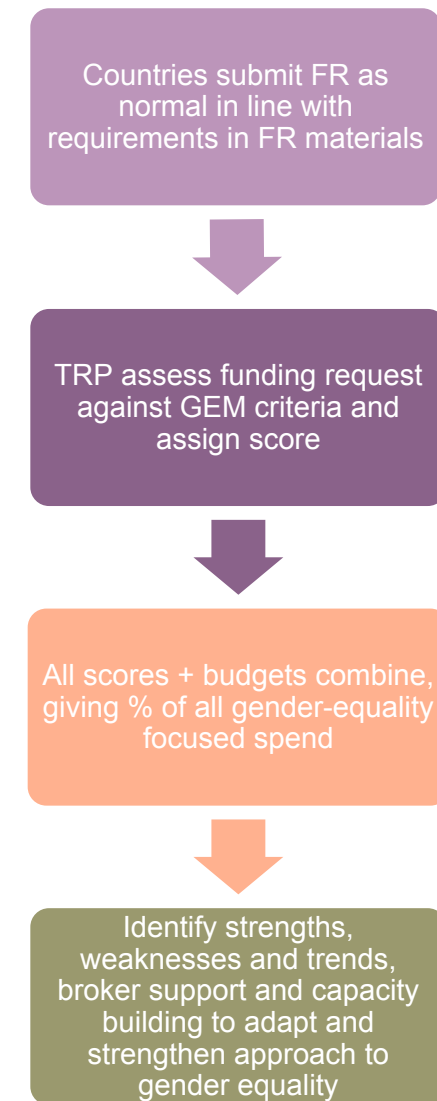 Countries submit FR as
normal in line with
requirements in FR materials
TRP assess funding request
against GEM criteria and
assign score
All scores + budgets combine,
giving % of all gender-equality
focused spend
Identify strengths,
weaknesses and trends,
broker support and capacity
building to adapt and
strengthen approach to
gender equality